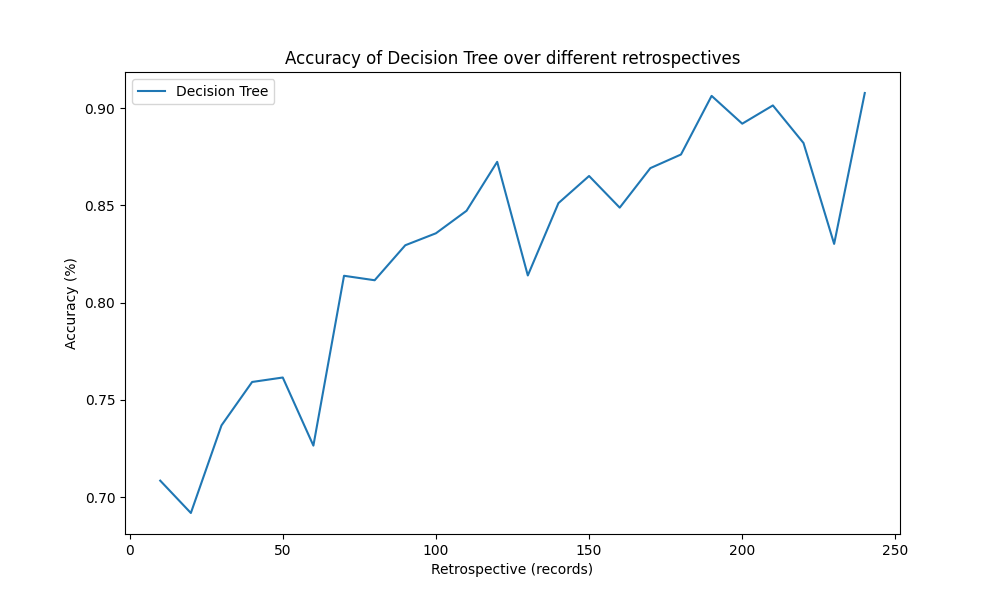 Accuracy of Decision Tree over different retrospectives
Decision Tree
0.90
0.85
0.80
0.75
0.70
Accuracy (%)
0
50
100
150
200
250
Retrospective (records)